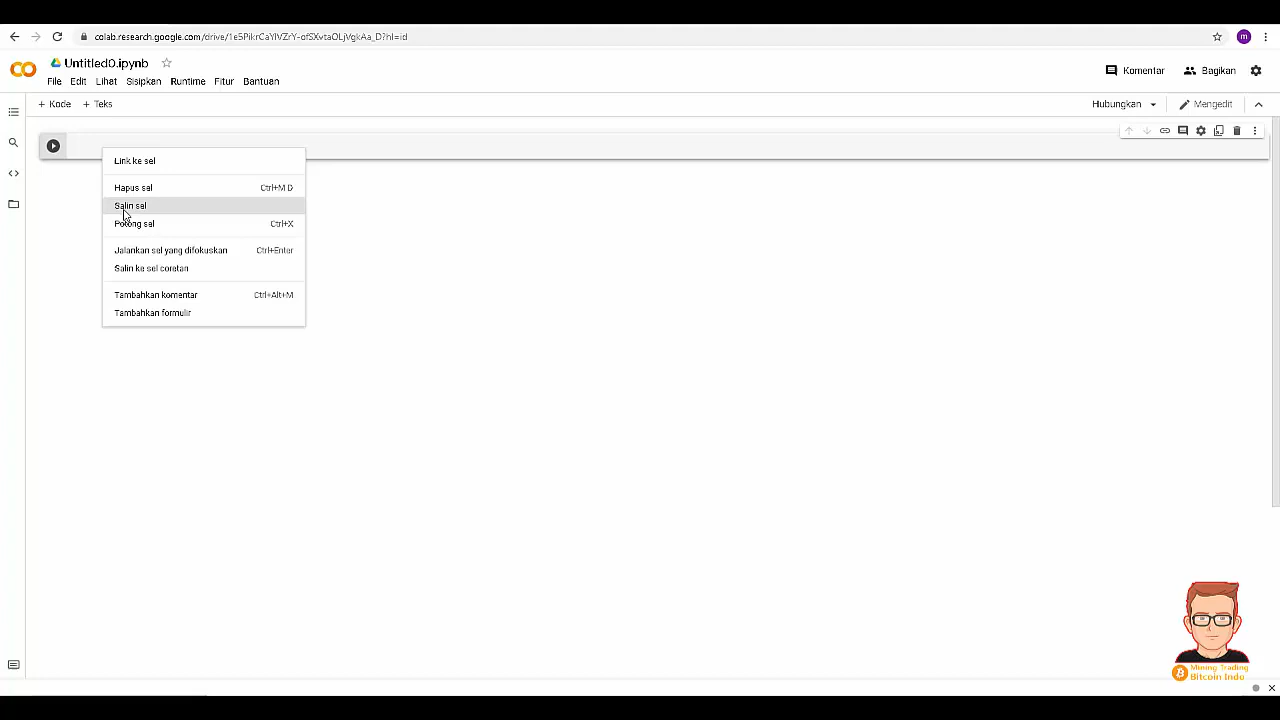 colab.research.google.com/drive/1e5PikrCaYlVZrY-ofSXvtaOLjVgkAa_D?hl=id
m
Untitled0.ipynb
File Edit Lihat Sisipkan Runtime Fitur Bantuan
Komentar Bagikan
+ Kode + Teks
Hubungkan Mengedit
Link ke sel
Hapus sel Ctrl+M D
Salin sel
Potong sel Ctrl+X
Jalankan sel yang difokuskan Ctrl+Enter
Salin ke sel coretan
Tambahkan komentar Ctrl+Alt+M
Tambahkan formulir
Mining Trading
Bitcoin Indo